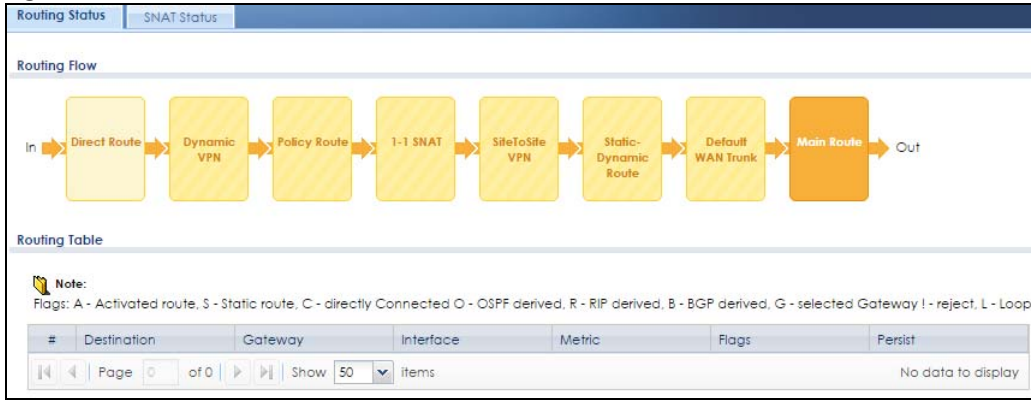 Routing Status
SNAT Status
Routing Flow
In
Direct Route
Dynamic
VPN
Policy Route
1-1 SNAT
SiteToSite
VPN
Static-
Dynamic
Route
Default
WAN Trunk
Main Route
Out
Routing Table
Note:
Flags: A - Activated route, S - Static route, C - directly Connected O - OSPF derived, R - RIP derived, B - BGP derived, G - selected Gateway ! - reject, L - Loop
# Destination Gateway Interface Metric Flags Persist
Page 0 of 0 Show 50 items No data to display